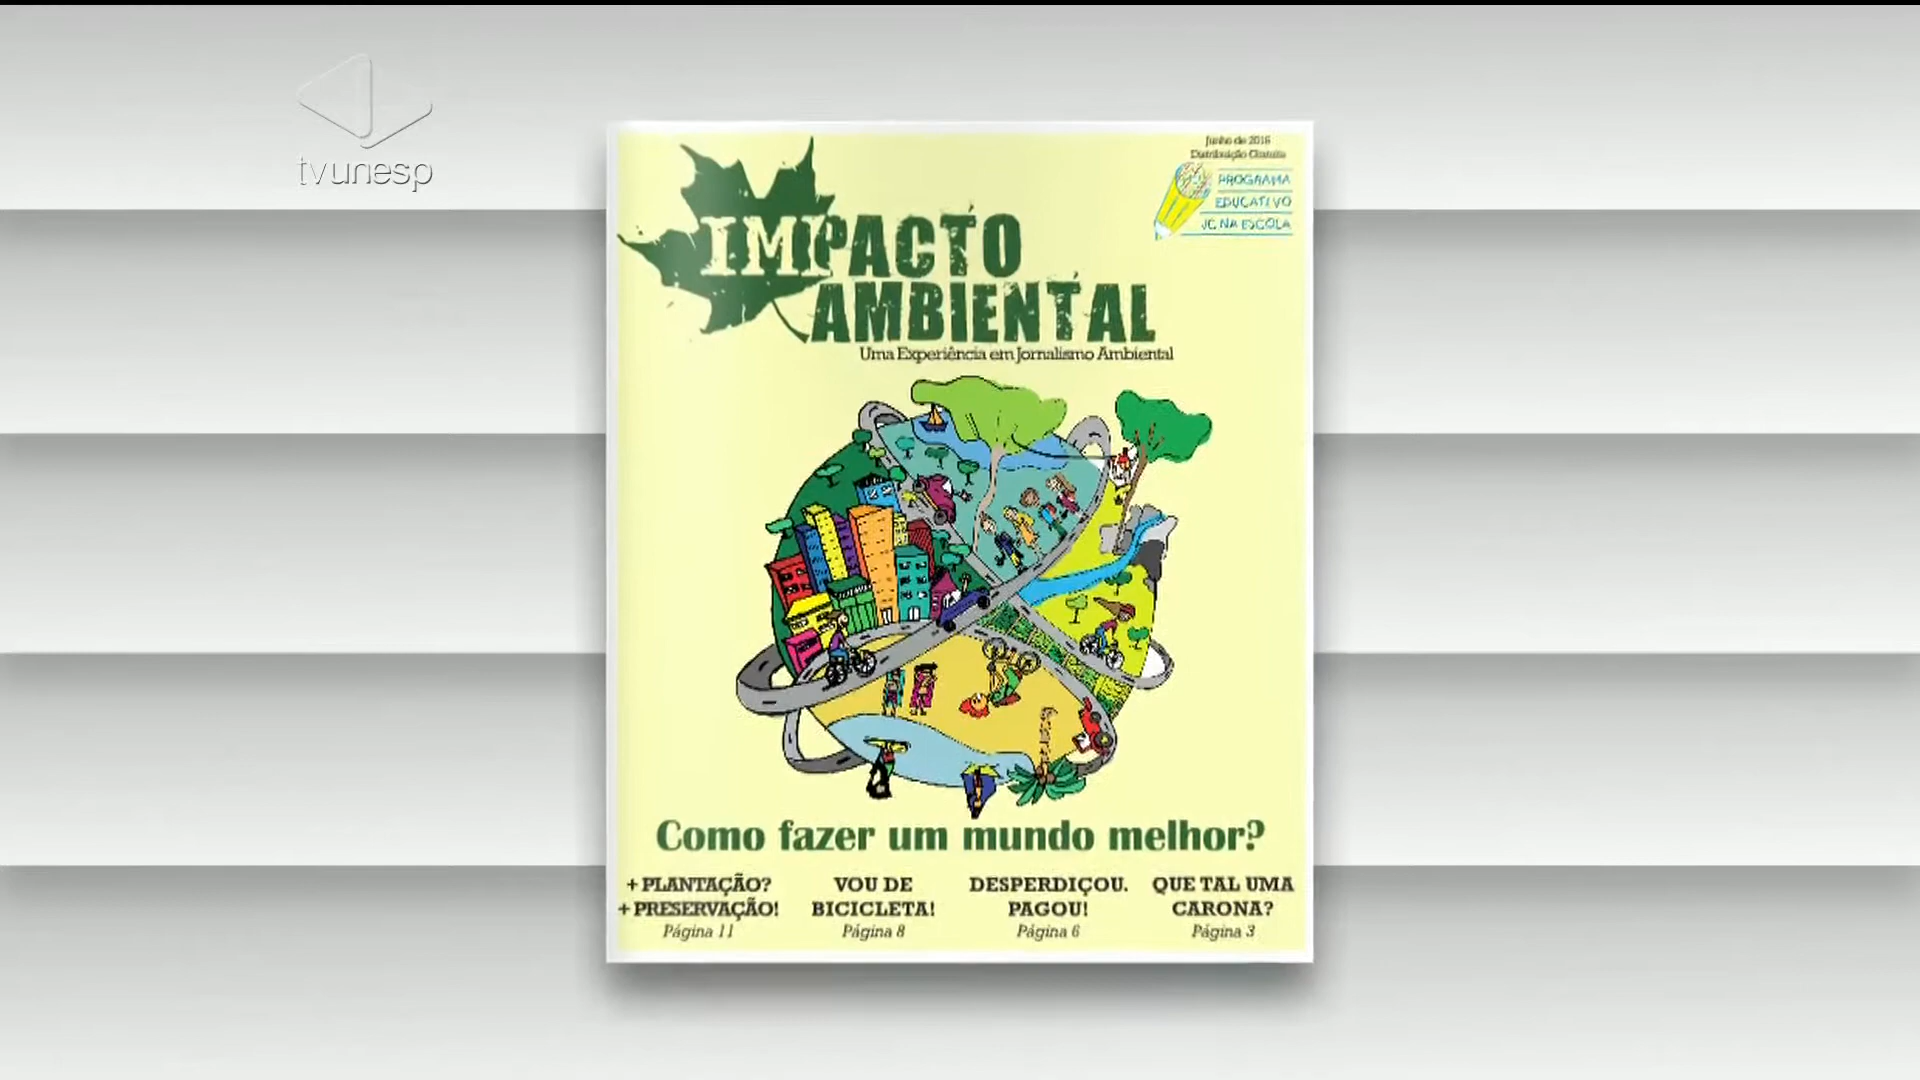 tvunesp
Junho de 2016
Distribuição Gratuita
PROGRAMA
EDUCATIVO
JC NA ESCOLA
IMPACTO
AMBIENTAL
Uma Experiência em Jornalismo Ambiental
Como fazer um mundo melhor?
+ PLANTAÇÃO?
+ PRESERVAÇÃO!
Página 11
VOU DE
BICICLETA!
Página 8
DESPERDIÇOU.
PAGOU!
Página 6
QUE TAL UMA
CARONA?
Página 3